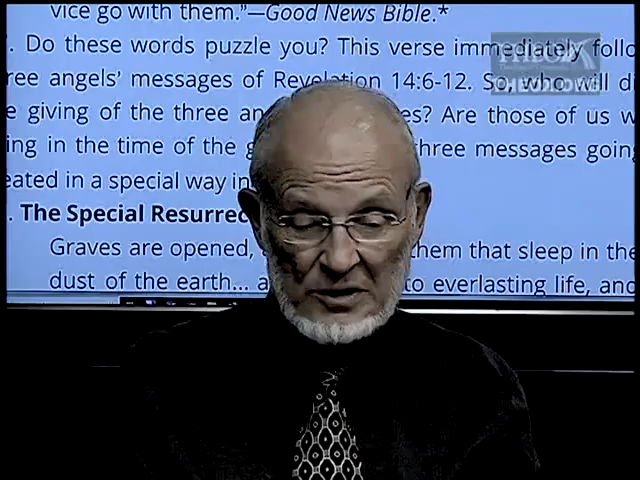 vice go with them."—Good News Bible.*
. Do these words puzzle you? This verse immediately follo
ree angels' messages of Revelation 14:6-12. So, who will d
e giving of the three an es? Are those of us w
ing in the time of the g three messages going
eated in a special way in
. The Special Resurrec
Graves are opened, them that sleep in the
dust of the earth... a to everlasting life, and